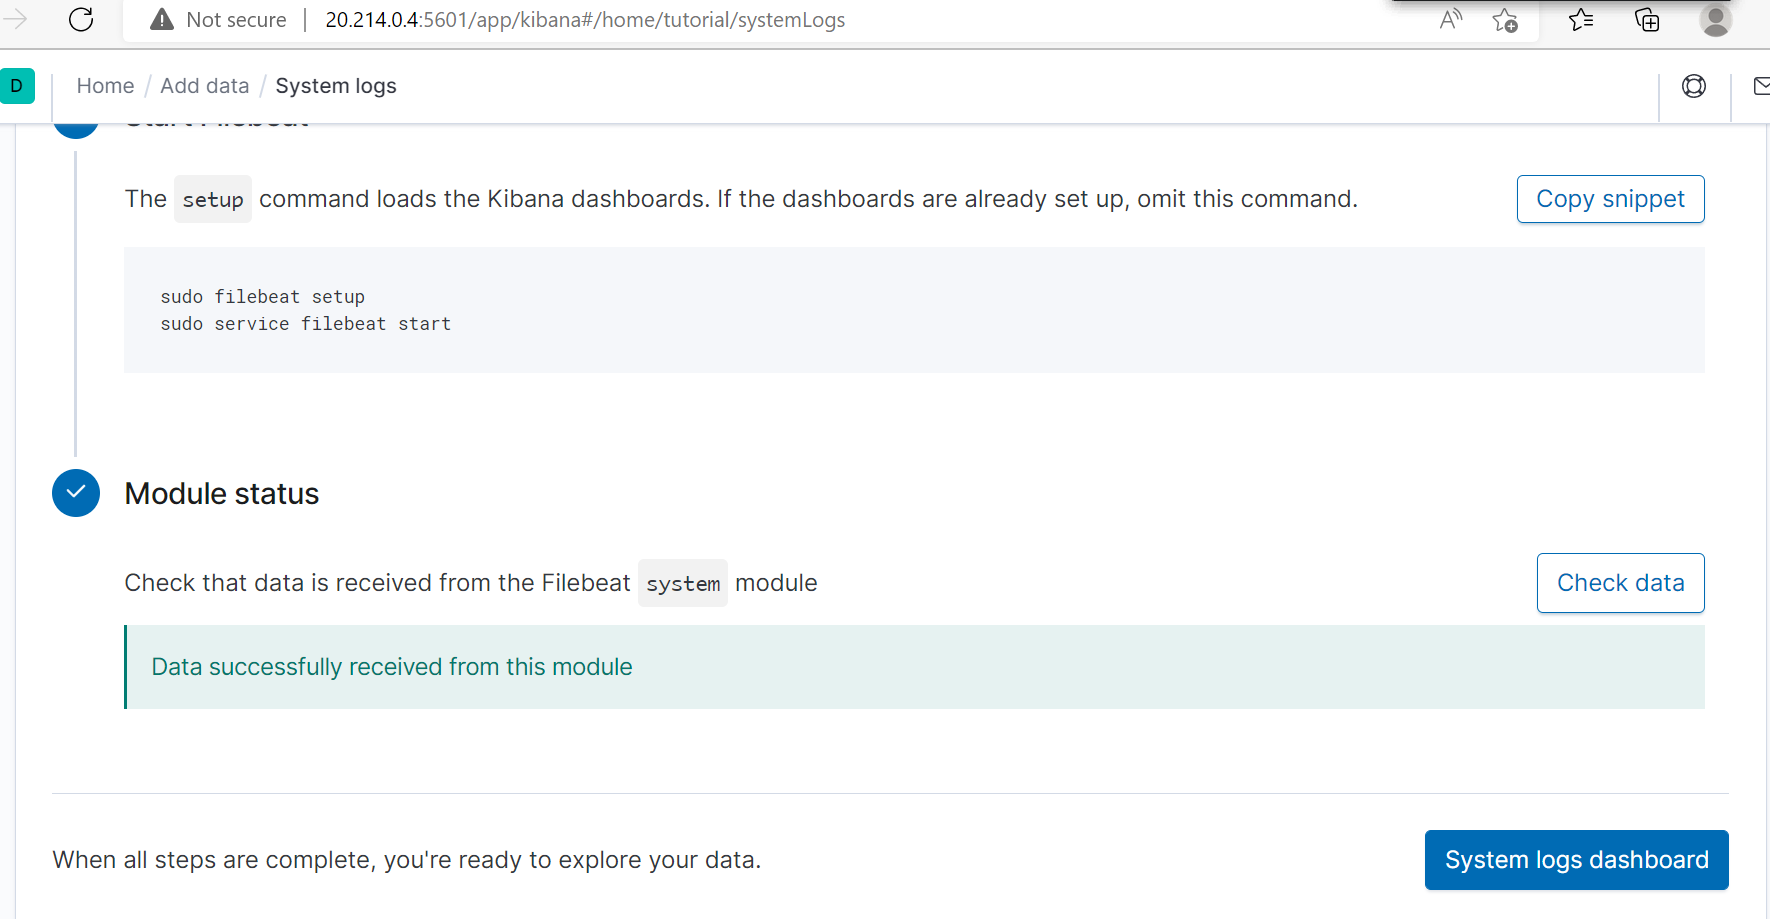 Not secure | 20.214.0.4:5601/app/kibana#/home/tutorial/systemLogs
D Home / Add data / System logs
Start Filebeat
The setup command loads the Kibana dashboards. If the dashboards are already set up, omit this command.
Copy snippet
sudo filebeat setup
sudo service filebeat start
Module status
Check that data is received from the Filebeat system module
Check data
Data successfully received from this module
When all steps are complete, you're ready to explore your data.
System logs dashboard